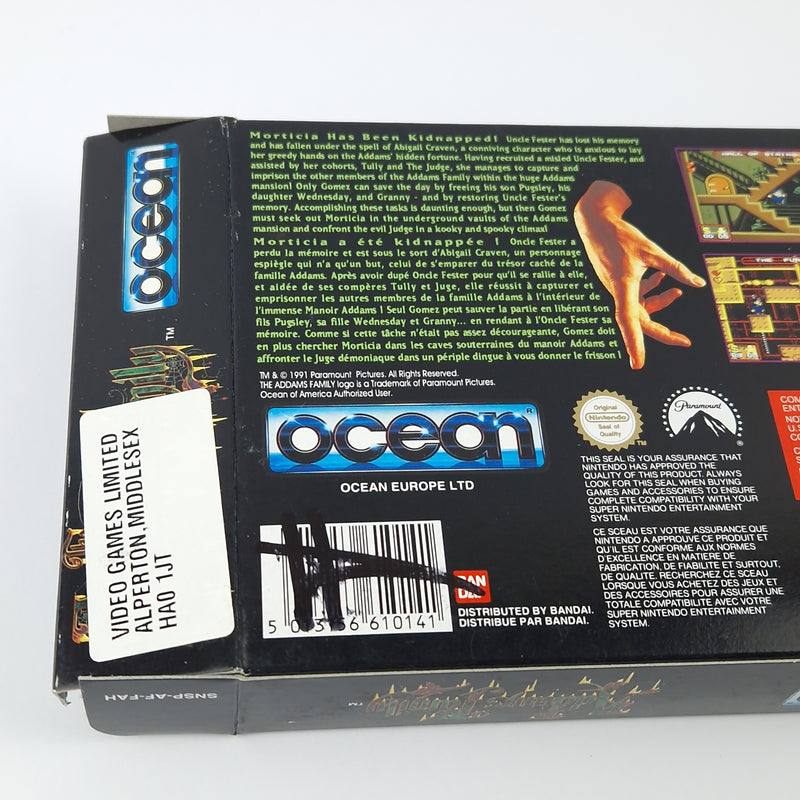 ocean
TM
VIDEO GAMES LIMITED
ALPERTON, MIDDLESEX
HA0 1JT
Morticia Has Been Kidnapped! Uncle Fester has lost his memory
and has fallen under the spell of Abigail Craven, a conniving character who is anxious to lay
her greedy hands on the Addams' hidden fortune. Having recruited a misled Uncle Fester, and
assisted by her cohorts, Tully and The Judge, she manages to capture and
imprison the other members of the Addams Family within the huge Addams
mansion! Only Gomez can save the day by freeing his son Pugsley, his
daughter Wednesday, and Granny - and by restoring Uncle Fester's
memory. Accomplishing these tasks is daunting enough, but then Gomez
must seek out Morticia in the underground vaults of the Addams
mansion and confront the evil Judge in a kooky and spooky climax!
Morticia a été kidnappée ! Oncle Fester a
perdu la mémoire et est sous le sort d'Abigail Craven, un personnage
espiègle qui n'a qu'un but, celui de s'emparer du trésor caché de la
famille Addams. Après avoir dupé Oncle Fester pour qu'il se rallie à elle,
et aidée de ses compères Tully et Juge, elle réussit à capturer et
emprisonner les autres membres de la famille Addams à l'intérieur de
l'immense Manoir Addams ! Seul Gomez peut sauver la partie en libérant son
fils Pugsley, sa fille Wednesday et Granny... en rendant à l'Oncle Fester sa
mémoire. Comme si cette tâche n'était pas assez décourageante, Gomez doit
en plus chercher Morticia dans les caves souterraines du manoir Addams et
affronter le Juge démoniaque dans un périple dingue à vous donner le frisson !
TM & © 1991 Paramount Pictures. All Rights Reserved.
THE ADDAMS FAMILY logo is a Trademark of Paramount Pictures.
Ocean of America Authorized User.
ocean®
OCEAN EUROPE LTD
5 013156 610141
BAN
DAI
DISTRIBUTED BY BANDAI.
DISTRIBUE PAR BANDAI.
HALL OF STAIRS
THE FUR
Original
Nintendo
Seal of
Quality
TM
Paramount
®
THIS SEAL IS YOUR ASSURANCE THAT
NINTENDO HAS APPROVED THE
QUALITY OF THIS PRODUCT. ALWAYS
LOOK FOR THIS SEAL WHEN BUYING
GAMES AND ACCESSORIES TO ENSURE
COMPLETE COMPATIBILITY WITH YOUR
SUPER NINTENDO ENTERTAINMENT
SYSTEM.
CE SCEAU EST VOTRE ASSURANCE QUE
NINTENDO A APPROUVE CE PRODUIT ET
QU'IL EST CONFORME AUX NORMES
D'EXCELLENCE EN MATIERE DE
FABRICATION, DE FIABILITE ET SURTOUT,
DE QUALITE. RECHERCHEZ CE SCEAU
LORSQUE VOUS ACHETEZ DES JEUX ET
DES ACCESSOIRES POUR ASSURER UNE
TOTALE COMPATIBILITE AVEC VOTRE
SUPER NINTENDO ENTERTAINMENT
SYSTEM.
SNSP-AF-FAH
The Addams Family
TM